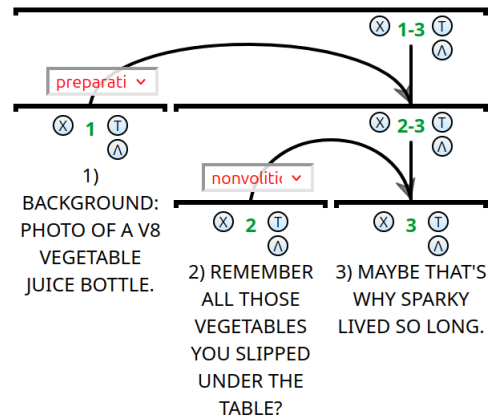 X 1-3 T
Λ
preparati
X 1 T
Λ
X 2-3 T
Λ
nonvolitic
X 2 T
Λ
X 3 T
Λ
1)
BACKGROUND:
PHOTO OF A V8
VEGETABLE
JUICE BOTTLE.
2) REMEMBER
ALL THOSE
VEGETABLES
YOU SLIPPED
UNDER THE
TABLE?
3) MAYBE THAT'S
WHY SPARKY
LIVED SO LONG.